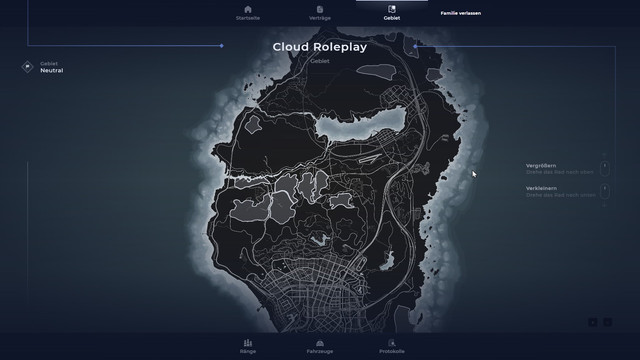 Startseite
Verträge
Gebiet
Familie verlassen
Cloud Roleplay
Gebiet
Gebiet
Neutral
Vergrößern
Drehe das Rad nach oben
Verkleinern
Drehe das Rad nach unten
Ränge
Fahrzeuge
Protokolle